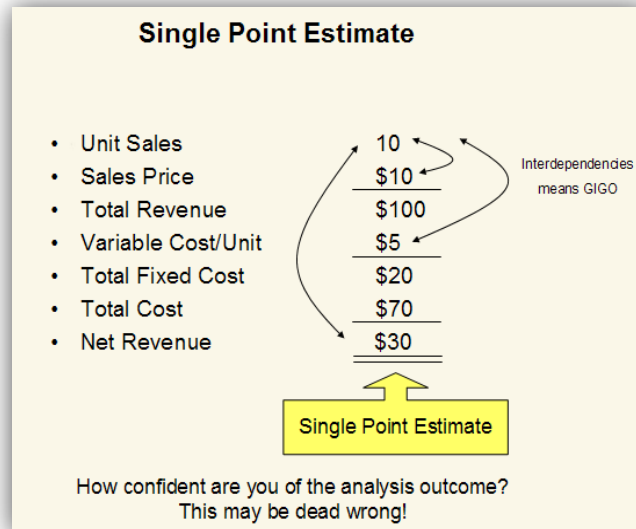 Single Point Estimate
• Unit Sales 10
• Sales Price $10
• Total Revenue $100
• Variable Cost/Unit $5
• Total Fixed Cost $20
• Total Cost $70
• Net Revenue $30
Interdependencies
means GIGO
Single Point Estimate
How confident are you of the analysis outcome?
This may be dead wrong!